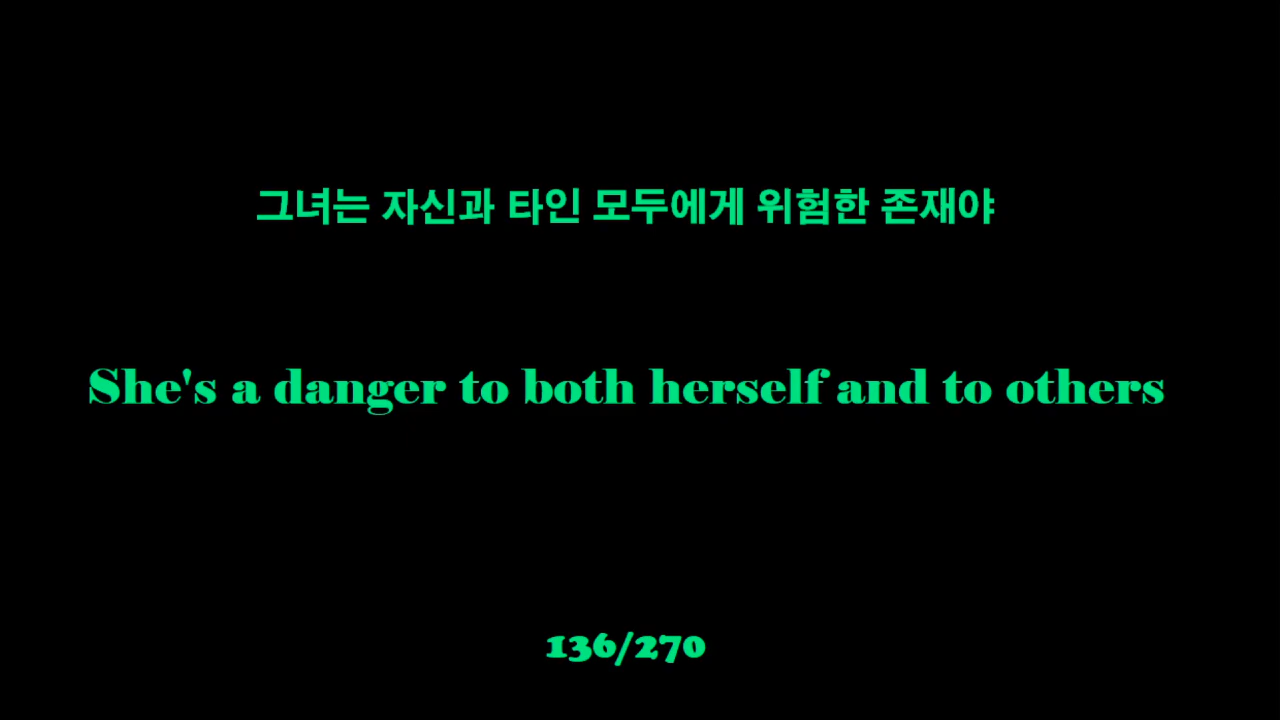 그녀는 자신과 타인 모두에게 위험한 존재야
She's a danger to both herself and to others
136/270